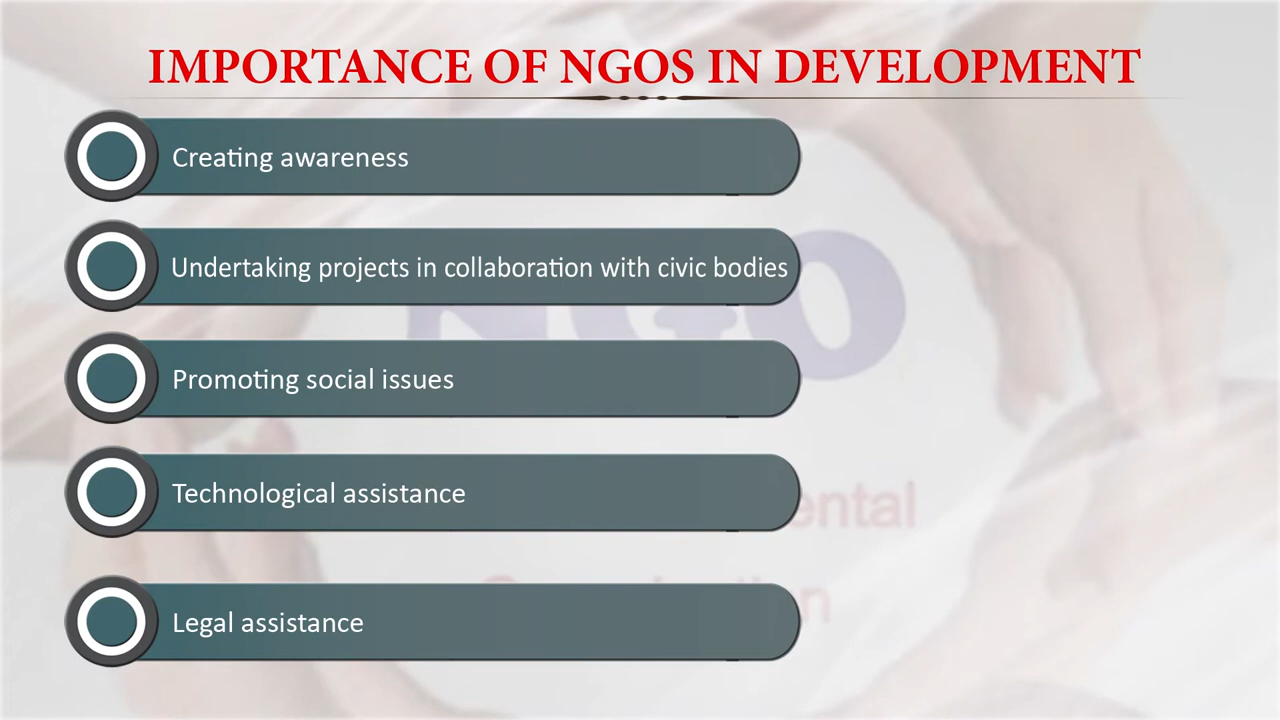 IMPORTANCE OF NGOS IN DEVELOPMENT
Creating awareness
Undertaking projects in collaboration with civic bodies
NGO
Promoting social issues
Technological assistance
Legal assistance